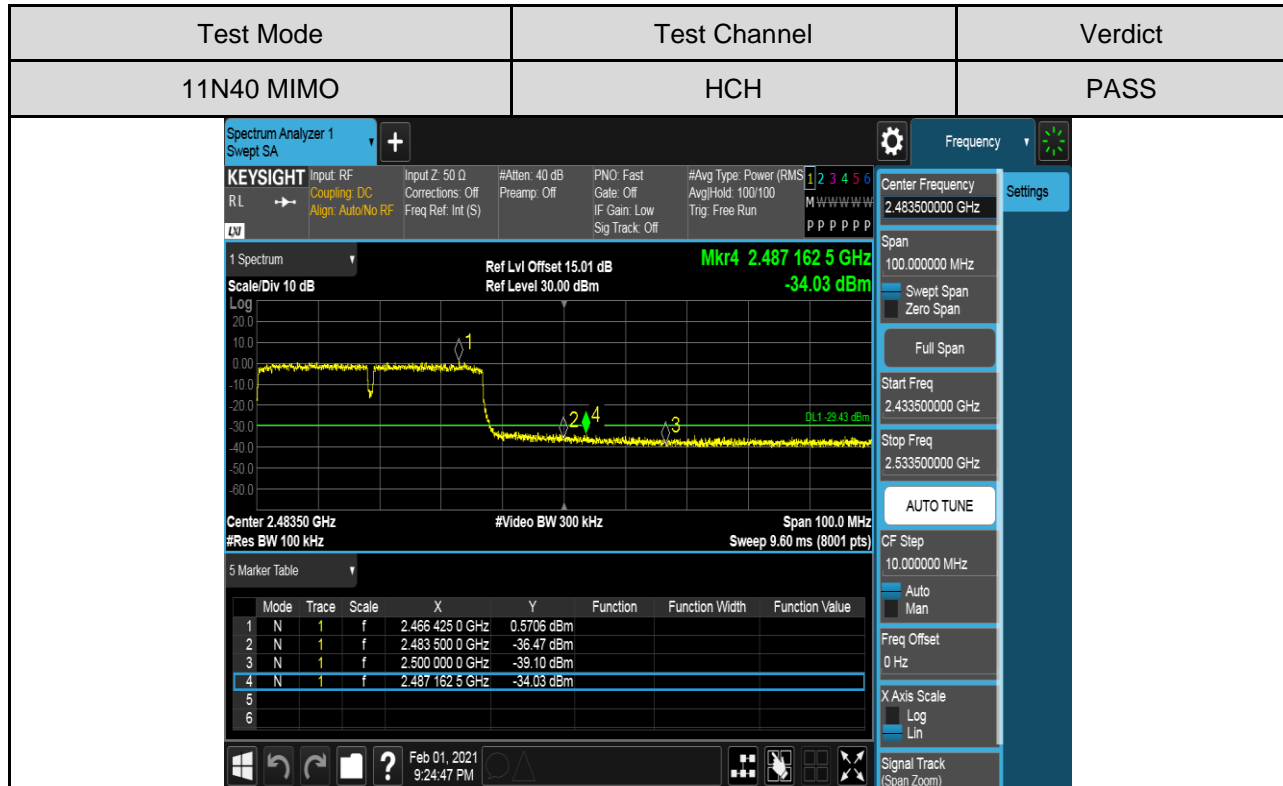 Test Mode Test Channel Verdict
11N40 MIMO HCH PASS
Spectrum Analyzer 1
Swept SA
Frequency
KEYSIGHT Input: RF Input Z: 50 Ω #Atten: 40 dB PNO: Fast #Avg Type: Power (RMS 1 2 3 4 5 6
RL Coupling: DC Corrections: Off Preamp: Off Gate: Off Avg|Hold: 100/100 M W W W W W
Align: Auto/No RF Freq Ref: Int (S) IF Gain: Low Trig: Free Run
LXI Sig Track: Off P P P P P P
1 Spectrum
Ref Lvl Offset 15.01 dB Mkr4 2.487 162 5 GHz
Scale/Div 10 dB Ref Level 30.00 dBm -34.03 dBm
Log
20.0
10.0
0.00
-10.0
-20.0
-30.0
-40.0
-50.0
-60.0
1
2
4
3
DL1 -29.43 dBm
Center 2.48350 GHz #Video BW 300 kHz Span 100.0 MHz
#Res BW 100 kHz Sweep 9.60 ms (8001 pts)
5 Marker Table
Mode Trace Scale X Y Function Function Width Function Value
1 N 1 f 2.466 425 0 GHz 0.5706 dBm
2 N 1 f 2.483 500 0 GHz -36.47 dBm
3 N 1 f 2.500 000 0 GHz -39.10 dBm
4 N 1 f 2.487 162 5 GHz -34.03 dBm
5
6
?
Feb 01, 2021
9:24:47 PM
Center Frequency
2.483500000 GHz
Settings
Span
100.000000 MHz
Swept Span
Zero Span
Full Span
Start Freq
2.433500000 GHz
Stop Freq
2.533500000 GHz
AUTO TUNE
CF Step
10.000000 MHz
Auto
Man
Freq Offset
0 Hz
X Axis Scale
Log
Lin
Signal Track
(Span Zoom)